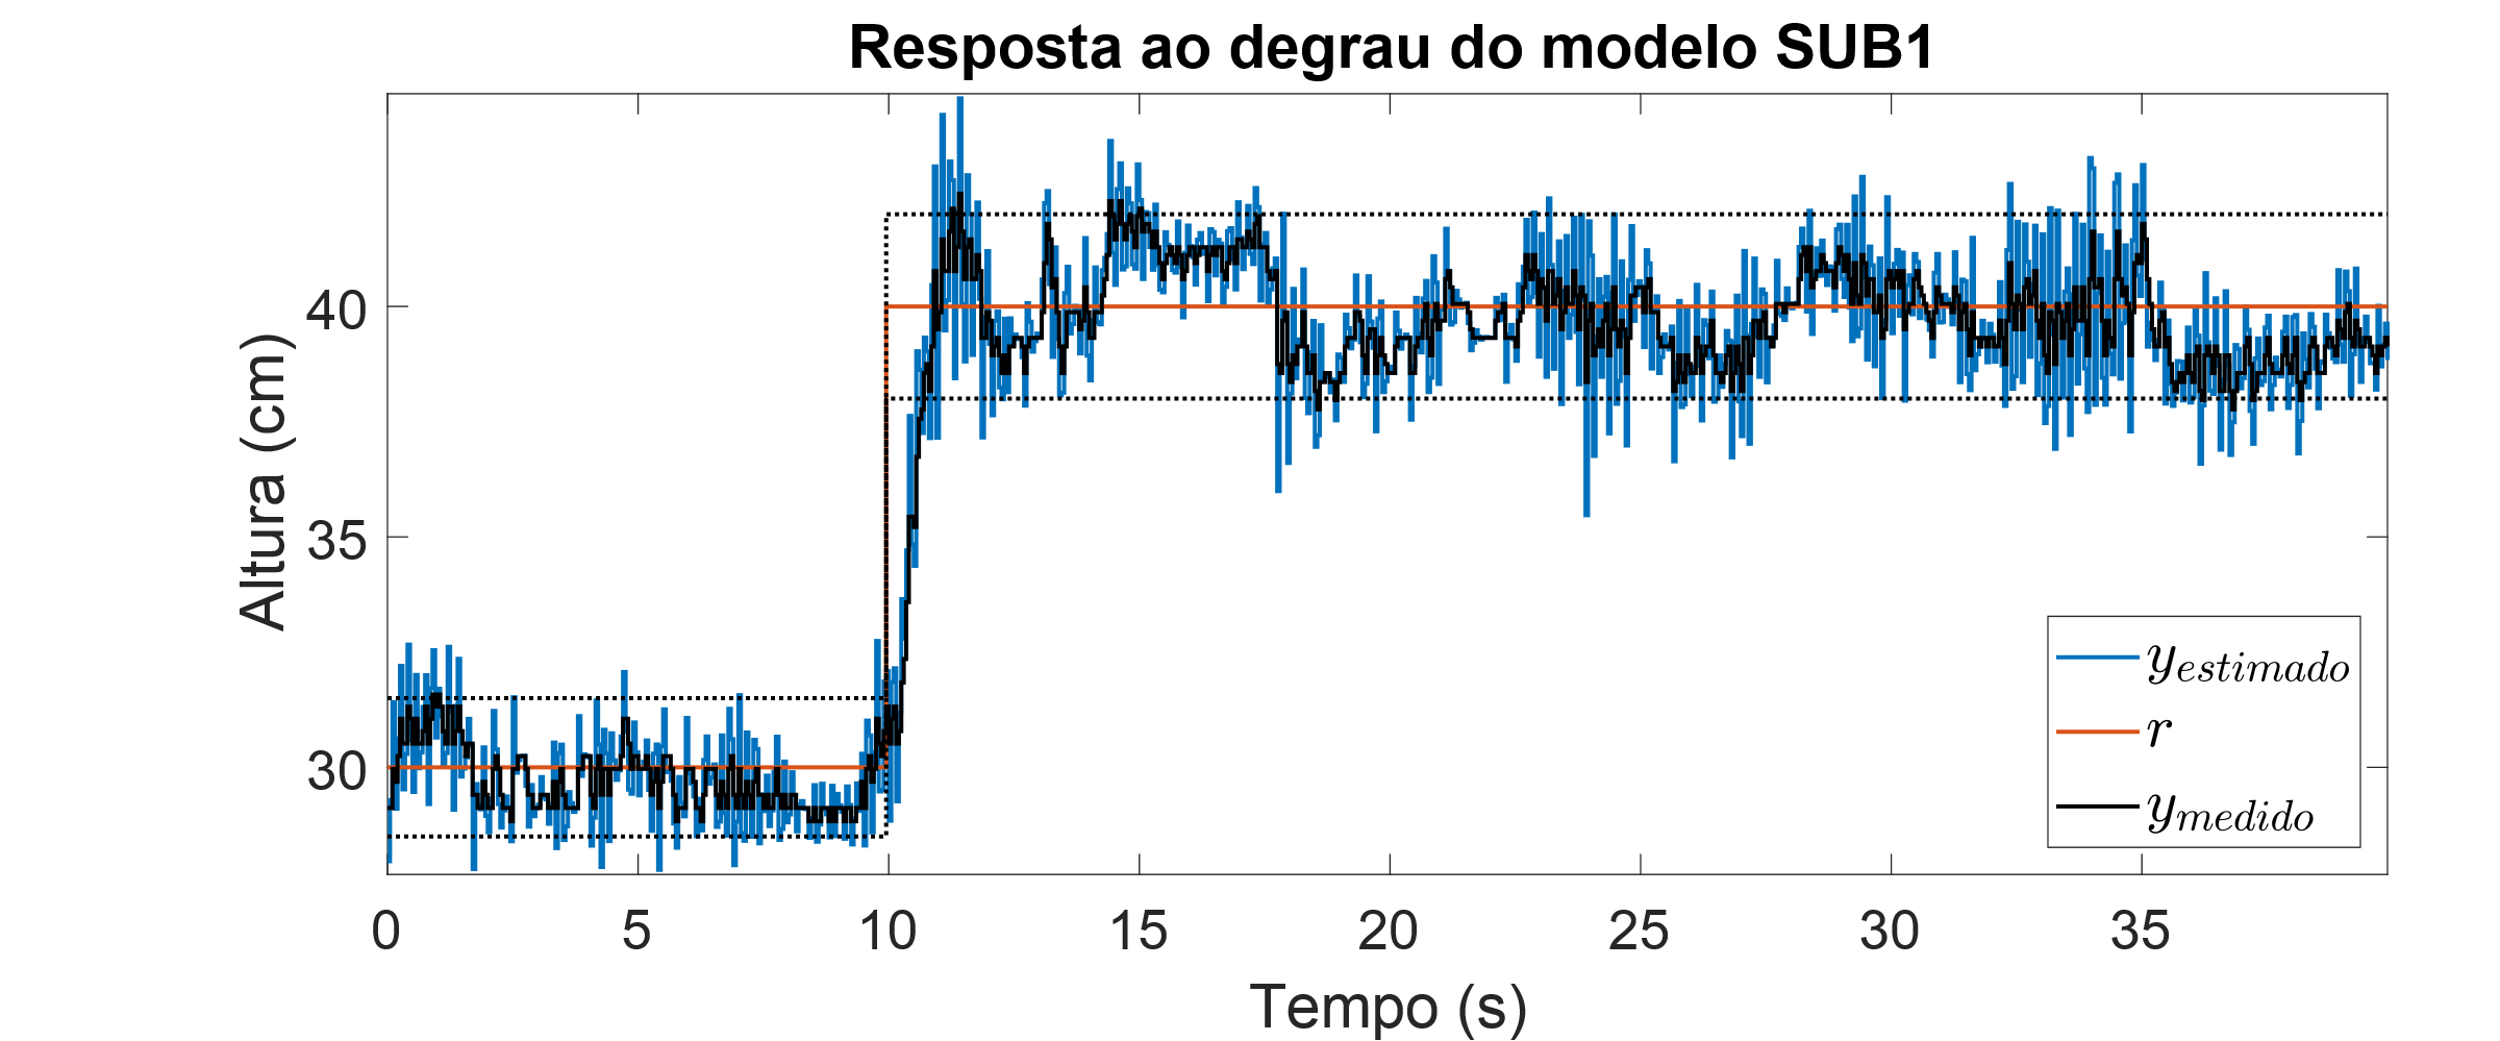 Resposta ao degrau do modelo SUB1
Altura (cm)
40
35
30
y_estimado
r
y_medido
0 5 10 15 20 25 30 35
Tempo (s)